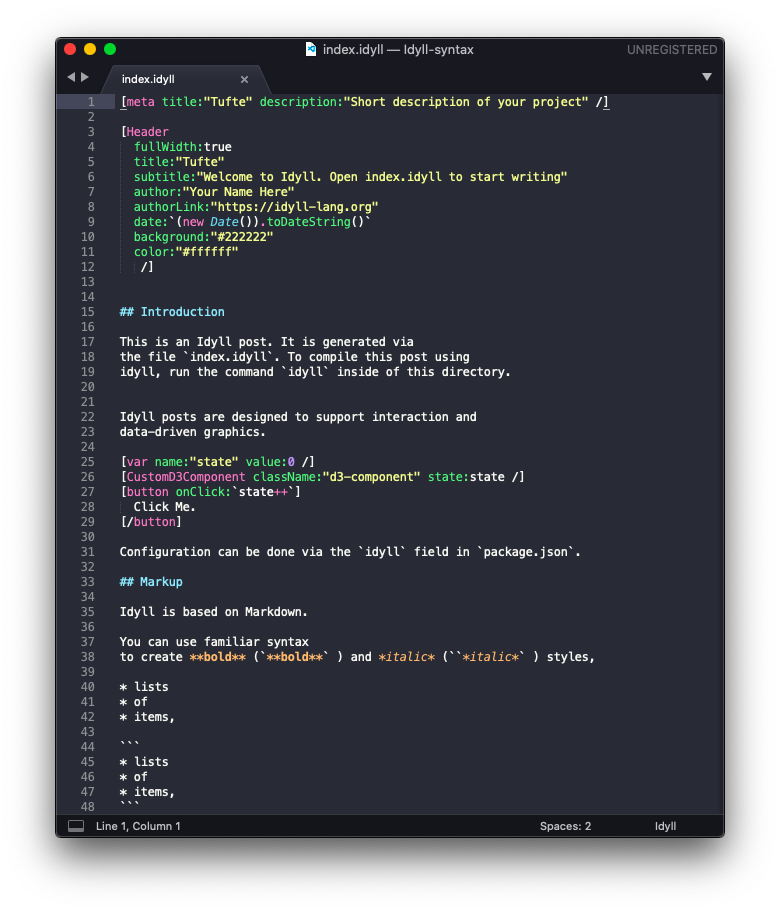 index.idyll — Idyll-syntax
UNREGISTERED
index.idyll
1 [meta title:"Tufte" description:"Short description of your project" /]
2
3 [Header
4   fullWidth:true
5   title:"Tufte"
6   subtitle:"Welcome to Idyll. Open index.idyll to start writing"
7   author:"Your Name Here"
8   authorLink:"https://idyll-lang.org"
9   date:`(new Date()).toDateString()`
10   background:"#222222"
11   color:"#ffffff"
12    /]
13
14
15 ## Introduction
16
17 This is an Idyll post. It is generated via
18 the file `index.idyll`. To compile this post using
19 idyll, run the command `idyll` inside of this directory.
20
21
22 Idyll posts are designed to support interaction and
23 data-driven graphics.
24
25 [var name:"state" value:0 /]
26 [CustomD3Component className:"d3-component" state:state /]
27 [button onClick:`state++`]
28   Click Me.
29 [/button]
30
31 Configuration can be done via the `idyll` field in `package.json`.
32
33 ## Markup
34
35 Idyll is based on Markdown.
36
37 You can use familiar syntax
38 to create **bold** (`**bold**` ) and *italic* (``*italic*` ) styles,
39
40 * lists
41 * of
42 * items,
43
44 ```
45 * lists
46 * of
47 * items,
48 ```
Line 1, Column 1
Spaces: 2
Idyll